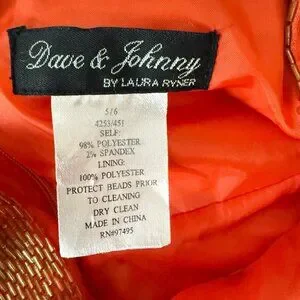 Dave & Johnny
BY LAURA RYNER
5/6
4253/451
SELF:
98% POLYESTER
2% SPANDEX
LINING:
100% POLYESTER
PROTECT BEADS PRIOR
TO CLEANING
DRY CLEAN
MADE IN CHINA
RN#97495